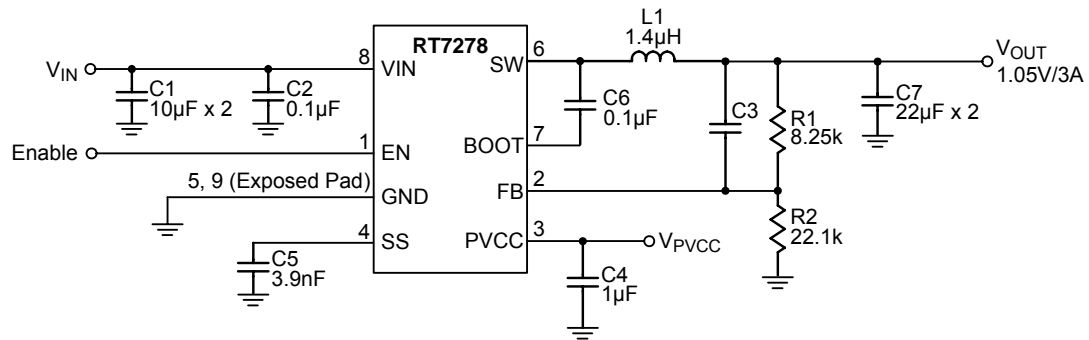 L1
1.4µH
RT7278
V_IN
8
VIN
SW
6
V_OUT
1.05V/3A
C1
10µF x 2
C2
0.1µF
C6
0.1µF
C3
R1
8.25k
C7
22µF x 2
Enable
1
EN
BOOT
7
5, 9 (Exposed Pad)
GND
FB
2
4
SS
PVCC
3
V_PVCC
R2
22.1k
C5
3.9nF
C4
1µF